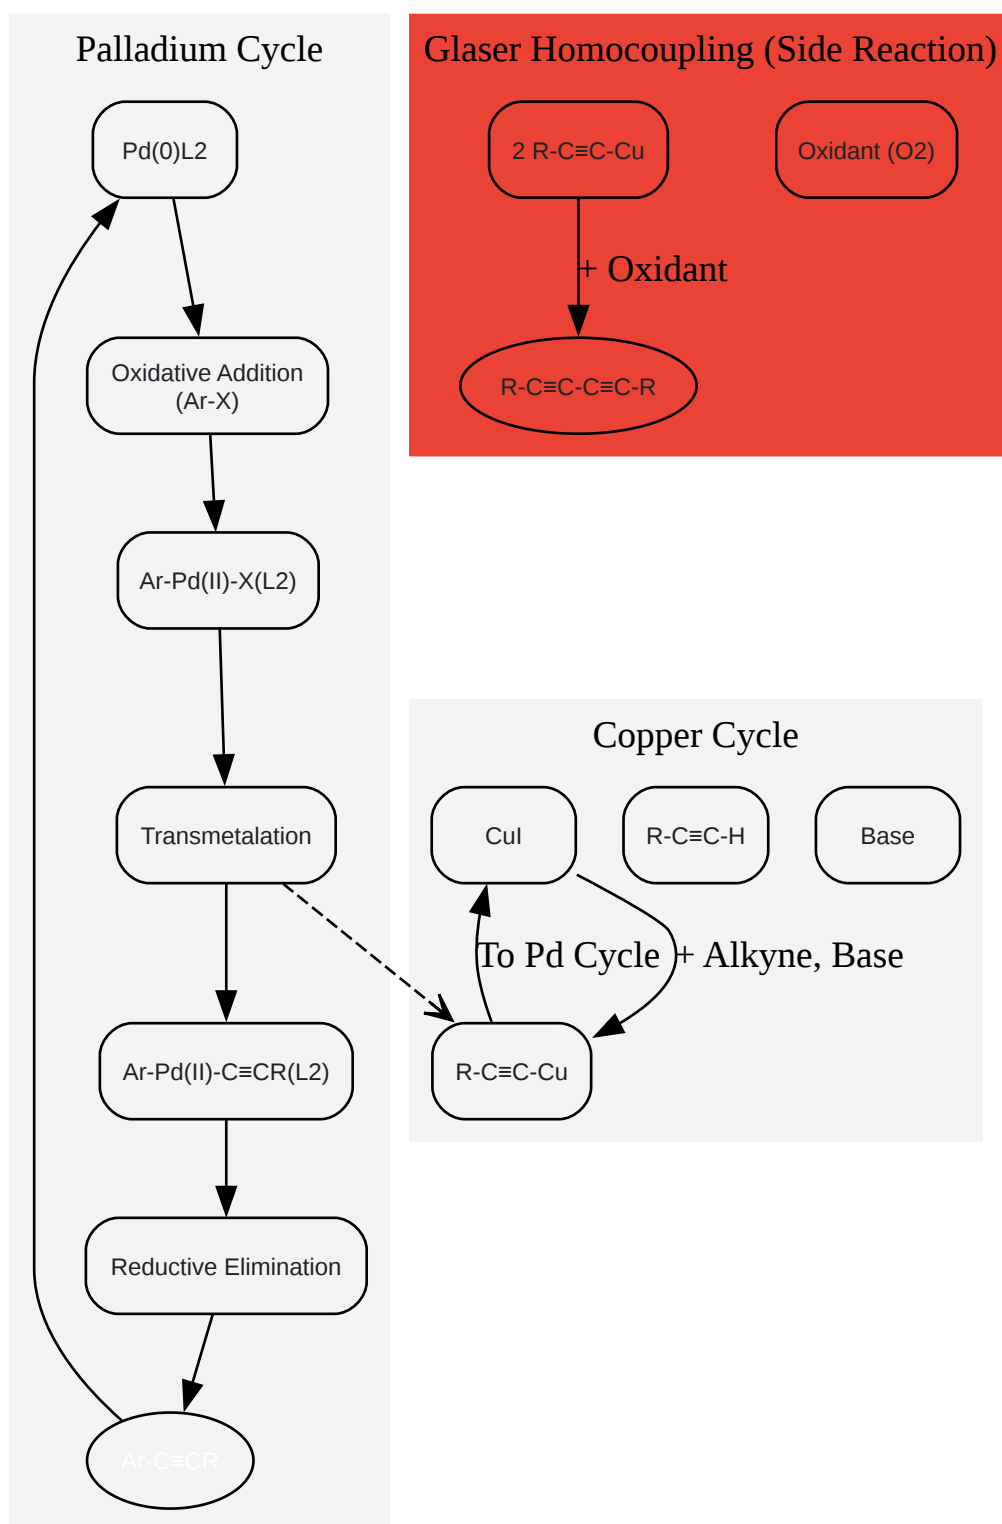 Palladium Cycle
Pd(0)L2
Oxidative Addition
(Ar-X)
Ar-Pd(II)-X(L2)
Transmetalation
Ar-Pd(II)-C≡CR(L2)
Reductive Elimination
Ar-C≡CR
Glaser Homocoupling (Side Reaction)
2 R-C≡C-Cu
Oxidant (O2)
+ Oxidant
R-C≡C-C≡C-R
Copper Cycle
CuI
R-C≡C-H
Base
To Pd Cycle
+ Alkyne, Base
R-C≡C-Cu